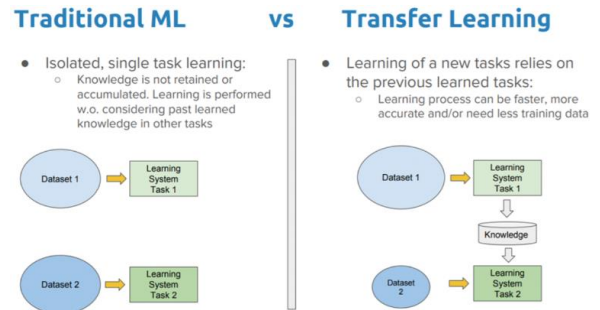 Traditional ML vs Transfer Learning
● Isolated, single task learning:
○ Knowledge is not retained or
accumulated. Learning is performed
w.o. considering past learned
knowledge in other tasks
Dataset 1
Learning
System
Task 1
Dataset 2
Learning
System
Task 2
● Learning of a new tasks relies on
the previous learned tasks:
○ Learning process can be faster, more
accurate and/or need less training data
Dataset 1
Learning
System
Task 1
Knowledge
Dataset
2
Learning
System
Task 2